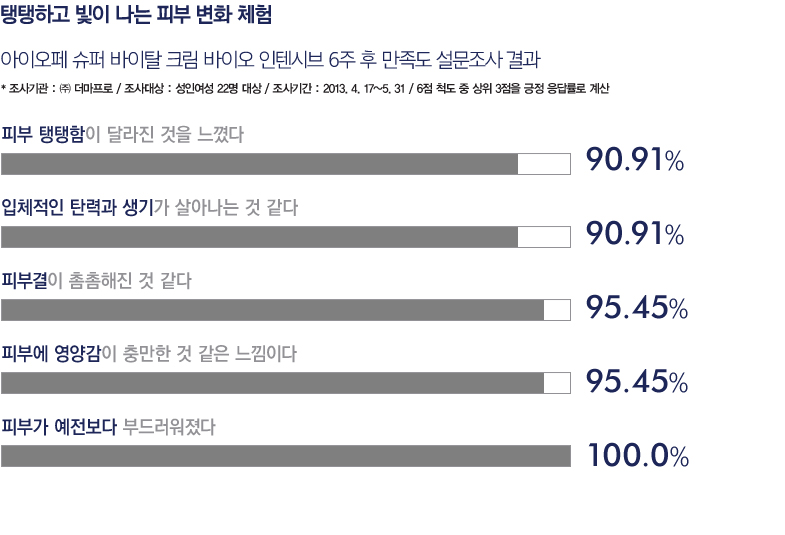 탱탱하고 빛이 나는 피부 변화 체험
아이오페 슈퍼 바이탈 크림 바이오 인텐시브 6주 후 만족도 설문조사 결과
* 조사기관 : ㈜ 더마프로 / 조사대상 : 성인여성 22명 대상 / 조사기간 : 2013. 4. 17~5. 31 / 6점 척도 중 상위 3점을 긍정 응답률로 계산
피부 탱탱함이 달라진 것을 느꼈다
90.91%
입체적인 탄력과 생기가 살아나는 것 같다
90.91%
피부결이 촘촘해진 것 같다
95.45%
피부에 영양감이 충만한 것 같은 느낌이다
95.45%
피부가 예전보다 부드러워졌다
100.0%